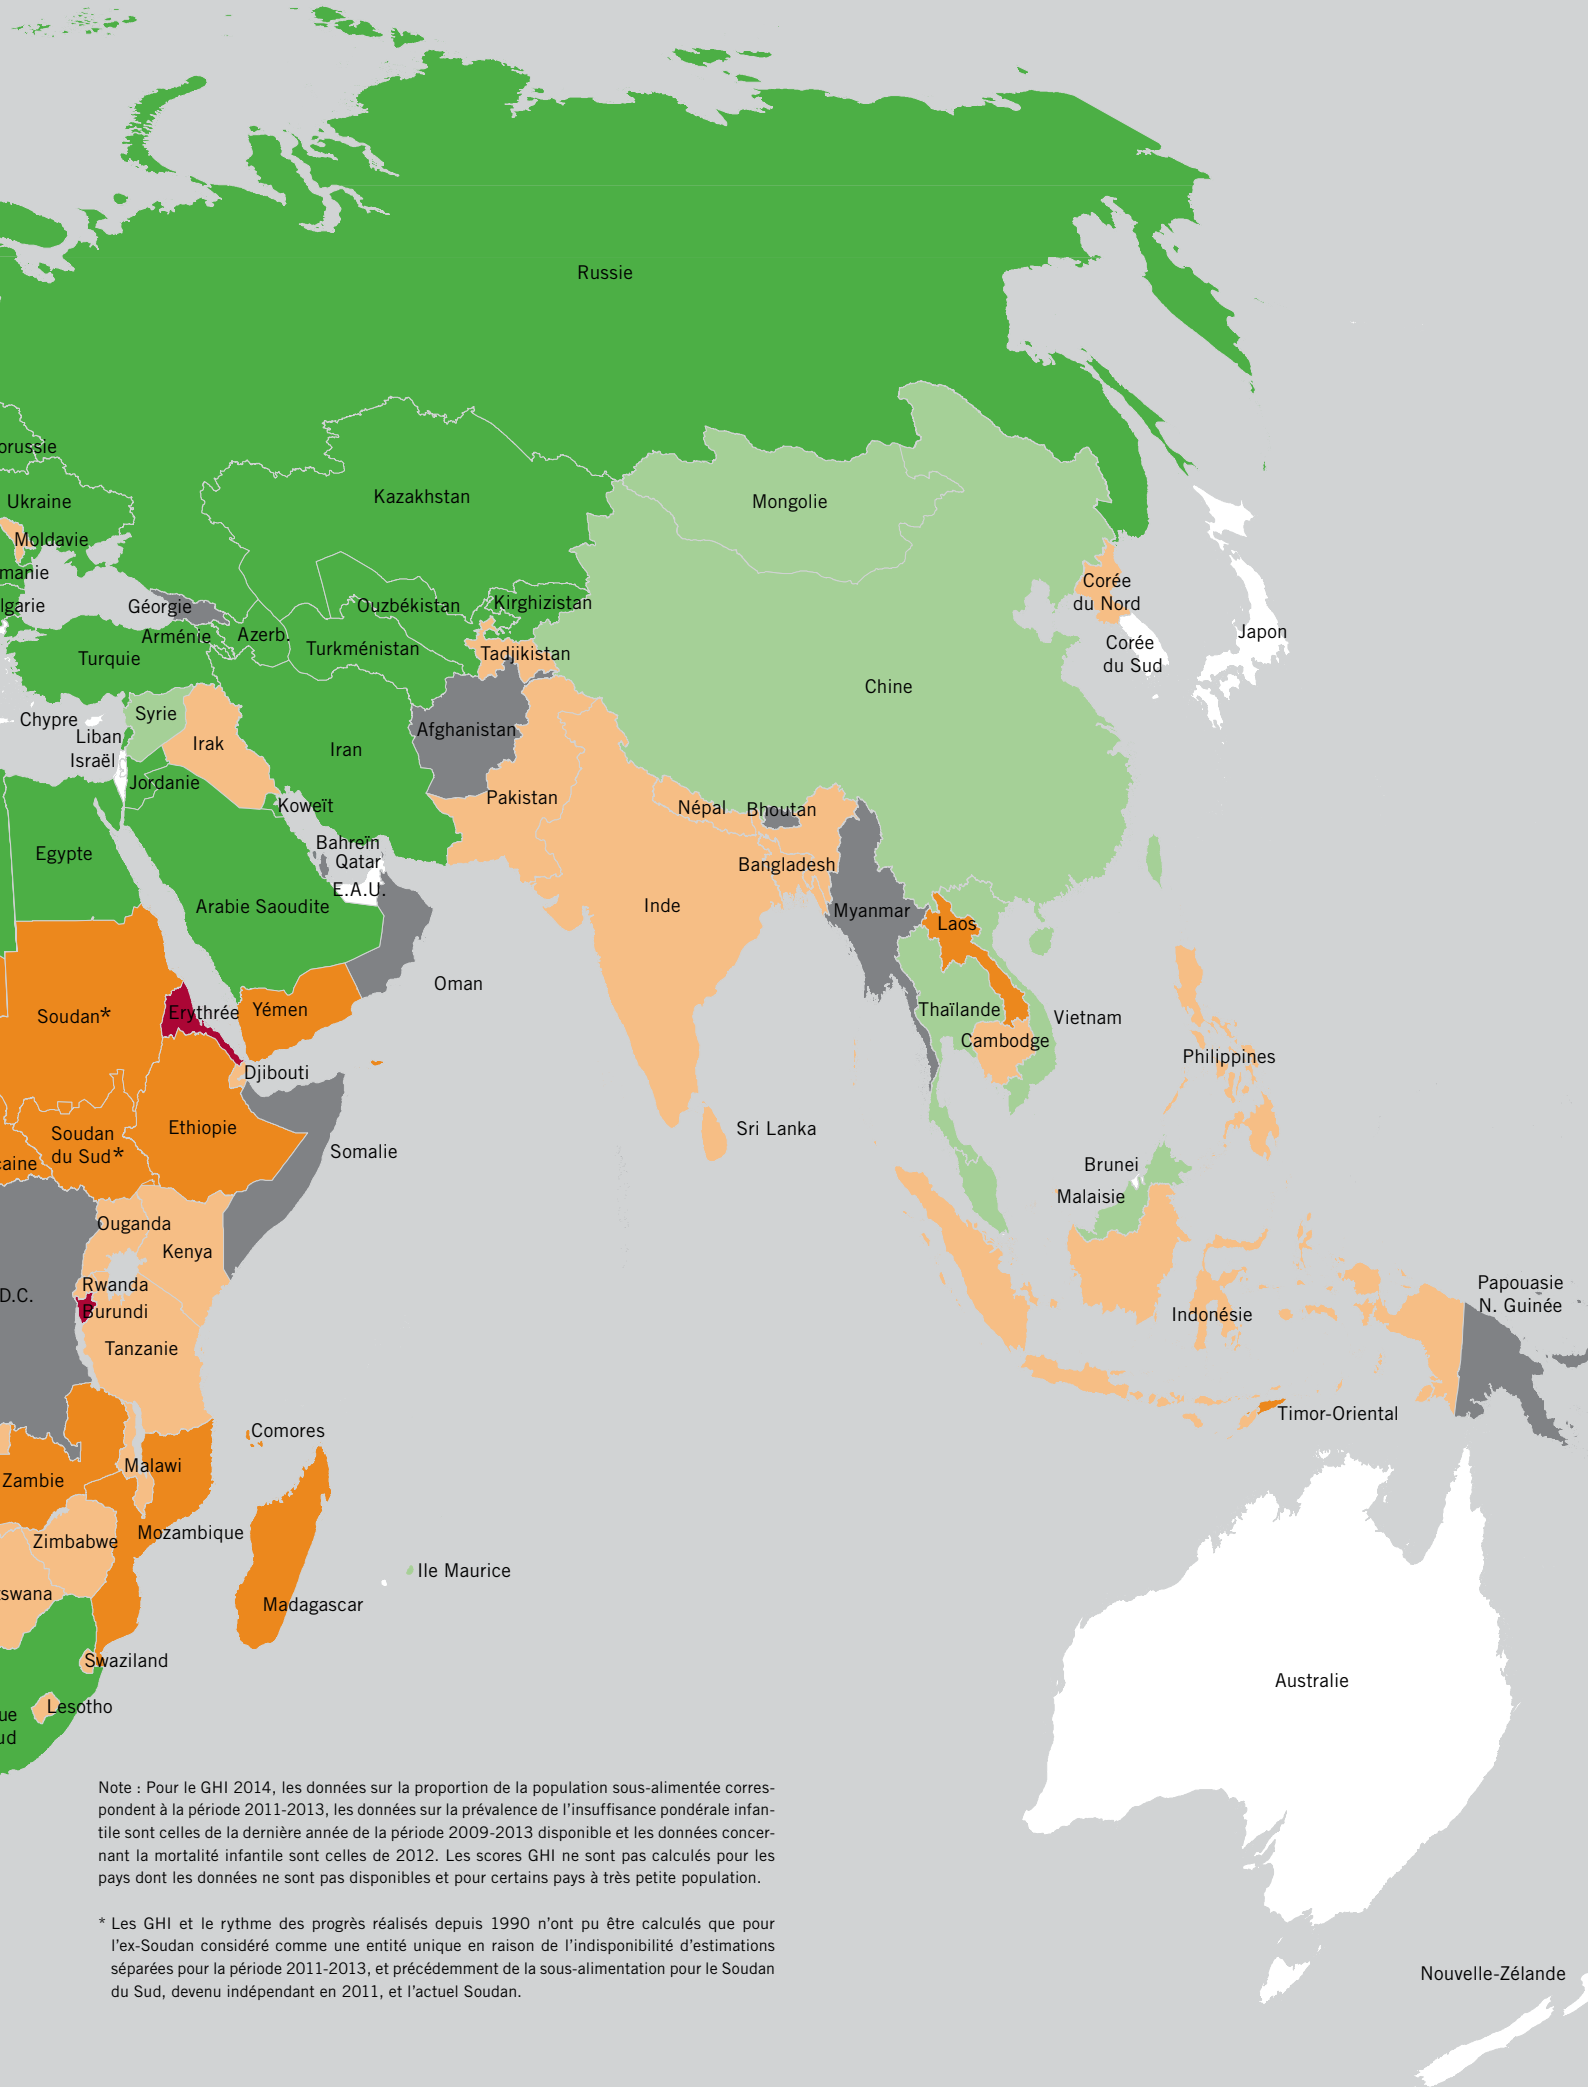 Russie
orussie
Ukraine
Kazakhstan
Mongolie
Moldavie
manie
lgarie
Géorgie
Ouzbékistan
Kirghizistan
Corée
du Nord
Arménie
Azerb.
Turkménistan
Tadjikistan
Japon
Corée
du Sud
Turquie
Chine
Chypre
Syrie
Liban
Israël
Irak
Iran
Afghanistan
Jordanie
Koweït
Pakistan
Népal
Bhoutan
Egypte
Bahreïn
Qatar
E.A.U.
Bangladesh
Arabie Saoudite
Inde
Myanmar
Laos
Oman
Soudan*
Erythrée
Yémen
Thaïlande
Vietnam
Cambodge
Philippines
Djibouti
Soudan
du Sud*
Ethiopie
Sri Lanka
Somalie
caine
Brunei
Malaisie
Ouganda
Kenya
Rwanda
Burundi
D.C.
Papouasie
N. Guinée
Indonésie
Tanzanie
Timor-Oriental
Comores
Malawi
Zambie
Mozambique
Zimbabwe
Ile Maurice
tswana
Madagascar
Swaziland
Lesotho
Australie
ue
ud
Note : Pour le GHI 2014, les données sur la proportion de la population sous-alimentée corres-
pondent à la période 2011-2013, les données sur la prévalence de l'insuffisance pondérale infan-
tile sont celles de la dernière année de la période 2009-2013 disponible et les données concer-
nant la mortalité infantile sont celles de 2012. Les scores GHI ne sont pas calculés pour les
pays dont les données ne sont pas disponibles et pour certains pays à très petite population.
* Les GHI et le rythme des progrès réalisés depuis 1990 n'ont pu être calculés que pour
l'ex-Soudan considéré comme une entité unique en raison de l'indisponibilité d'estimations
séparées pour la période 2011-2013, et précédemment de la sous-alimentation pour le Soudan
du Sud, devenu indépendant en 2011, et l'actuel Soudan.
Nouvelle-Zélande